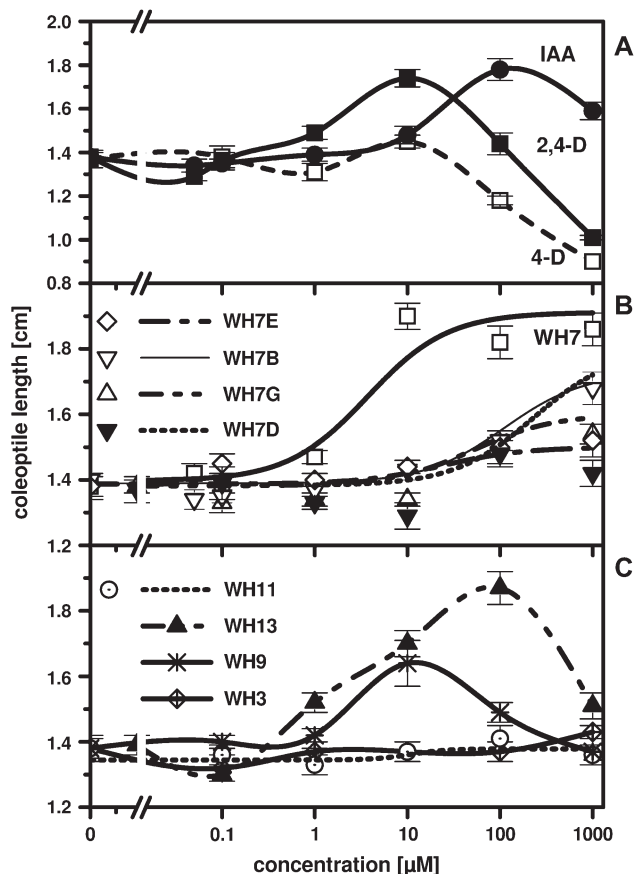 2.0
A
IAA
1.8
1.6
2,4-D
1.4
1.2
1.0
4-D
0.8
B
WH7E
WH7
1.8
WH7B
WH7G
1.6
WH7D
1.4
1.2
C
WH11
1.8
WH13
WH9
1.6
WH3
1.4
1.2
coleoptile length [cm]
0 0.1 1 10 100 1000
concentration [µM]